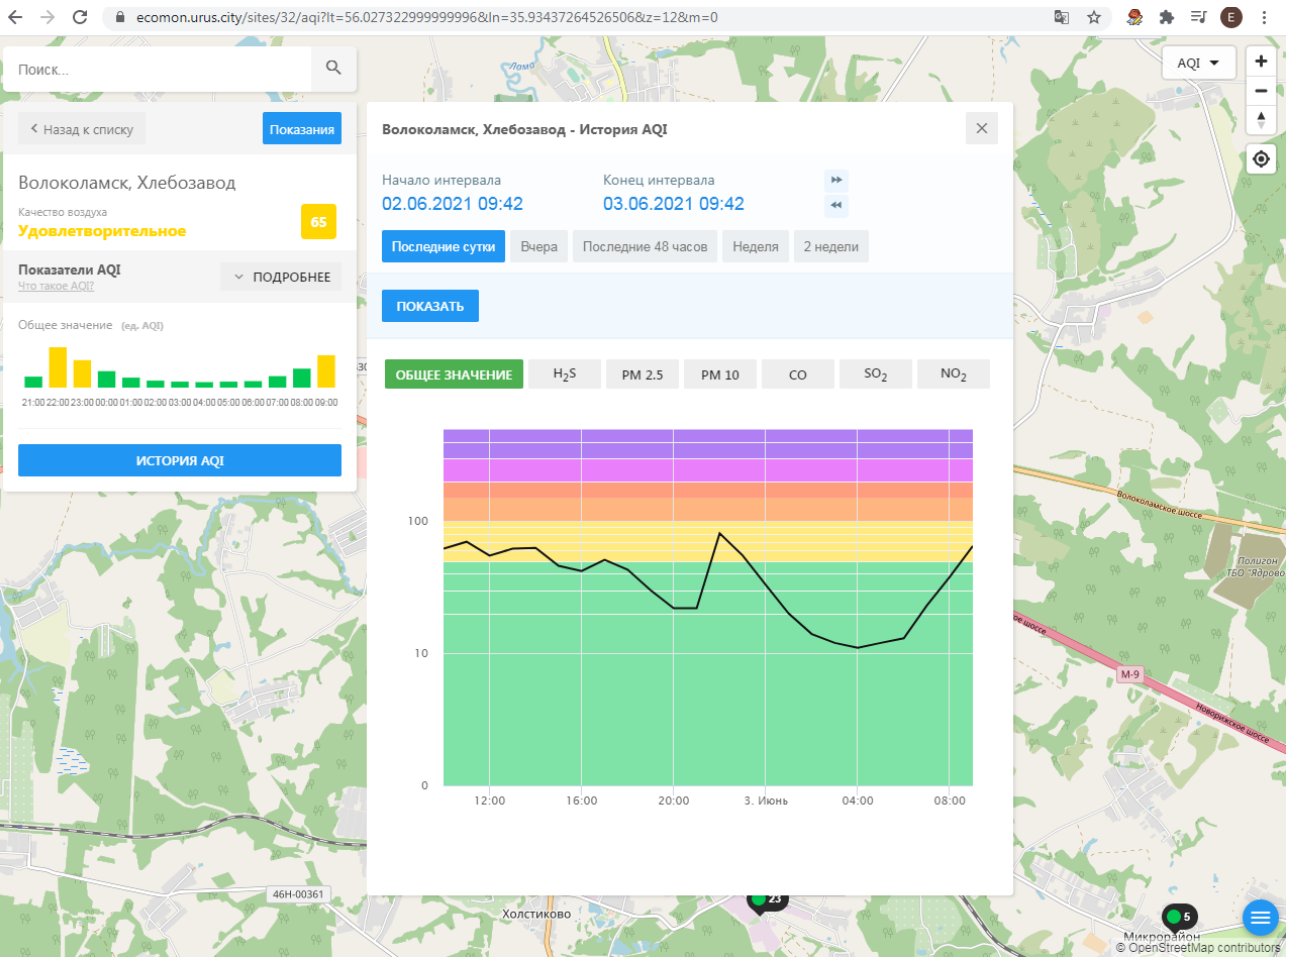 ecomon.urus.city/sites/32/aqi?lt=56.027322999999996&ln=35.93437264526506&z=12&m=0
E
Поиск...
Лама
AQI
Назад к списку
Показания
Волоколамск, Хлебозавод
Качество воздуха
Удовлетворительное
65
Показатели AQI
Что такое AQI?
ПОДРОБНЕЕ
Общее значение (ед. AQI)
21:00 22:00 23:00 00:00 01:00 02:00 03:00 04:00 05:00 06:00 07:00 08:00 09:00
ИСТОРИЯ AQI
Волоколамск, Хлебозавод - История AQI
Начало интервала
02.06.2021 09:42
Конец интервала
03.06.2021 09:42
Последние сутки
Вчера
Последние 48 часов
Неделя
2 недели
ПОКАЗАТЬ
ОБЩЕЕ ЗНАЧЕНИЕ
H2S
PM 2.5
PM 10
CO
SO2
NO2
100
10
0
12:00
16:00
20:00
3. Июнь
04:00
08:00
Волоколамское шоссе
Полигон
ТБО "Ядрово
ое шоссе
М-9
Новорижское шоссе
46Н-00361
Холстиково
23
5
Микрорайон
© OpenStreetMap contributors